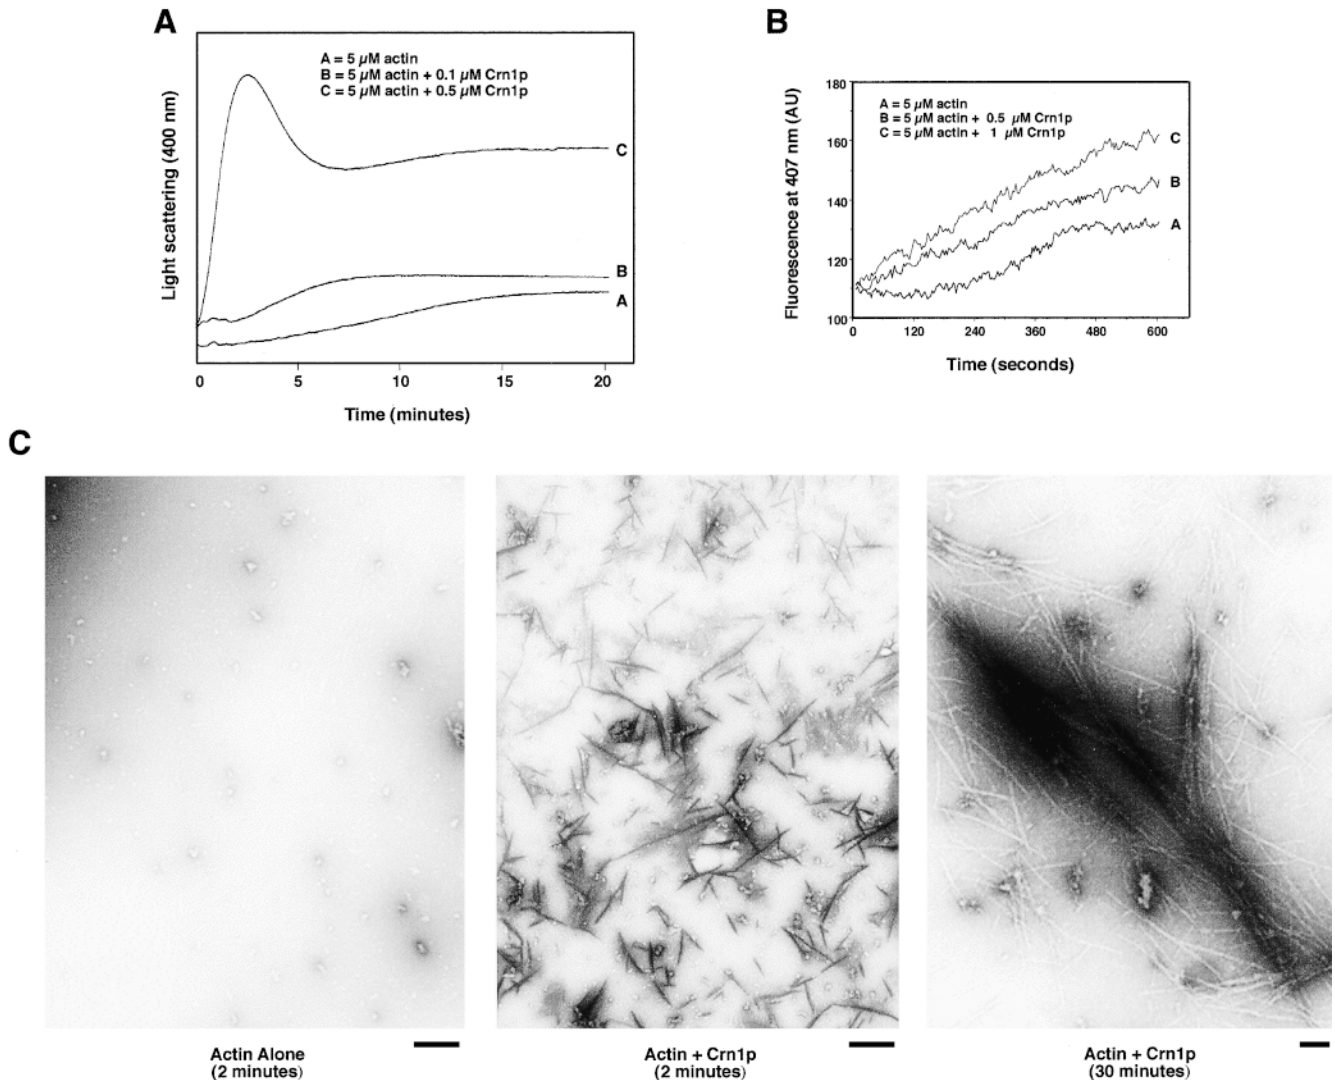 A
A = 5 µM actin
B = 5 µM actin + 0.1 µM Crn1p
C = 5 µM actin + 0.5 µM Crn1p
Light scattering (400 nm)
C
B
A
0 5 10 15 20
Time (minutes)
B
180
160
140
120
100
A = 5 µM actin
B = 5 µM actin + 0.5 µM Crn1p
C = 5 µM actin + 1 µM Crn1p
Fluorescence at 407 nm (AU)
C
B
A
0 120 240 360 480 600
Time (seconds)
C
Actin Alone
(2 minutes)
Actin + Crn1p
(2 minutes)
Actin + Crn1p
(30 minutes)